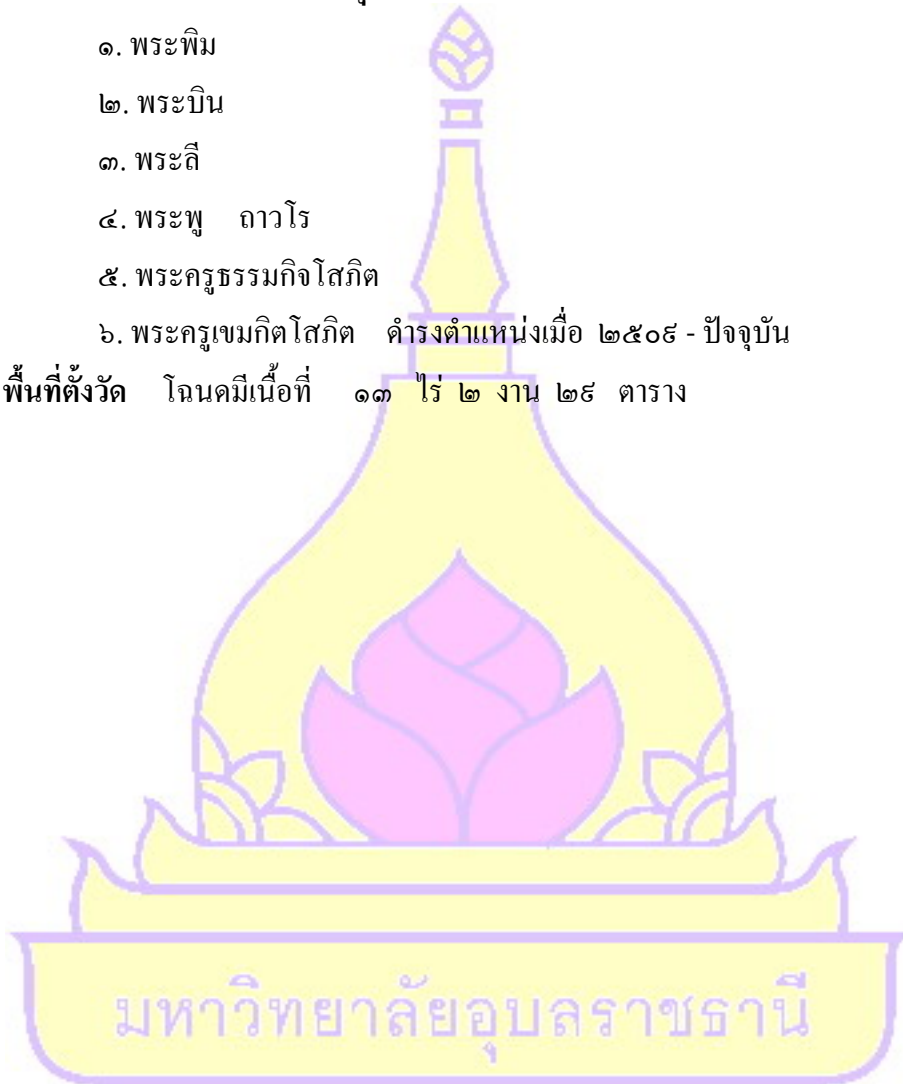 ๑. พระพิม
๒. พระบิน
๓. พระลี
๔. พระพู ถาวโร
๕. พระครูธรรมกิจโสภิต
๖. พระครูเขมกิตโสภิต ดำรงตำแหน่งเมื่อ ๒๕๐๙ - ปัจจุบัน
พื้นที่ตั้งวัด โฉนดมีเนื้อที่ ๑๓ ไร่ ๒ งาน ๒๙ ตาราง
มหาวิทยาลัยอุบลราชธานี